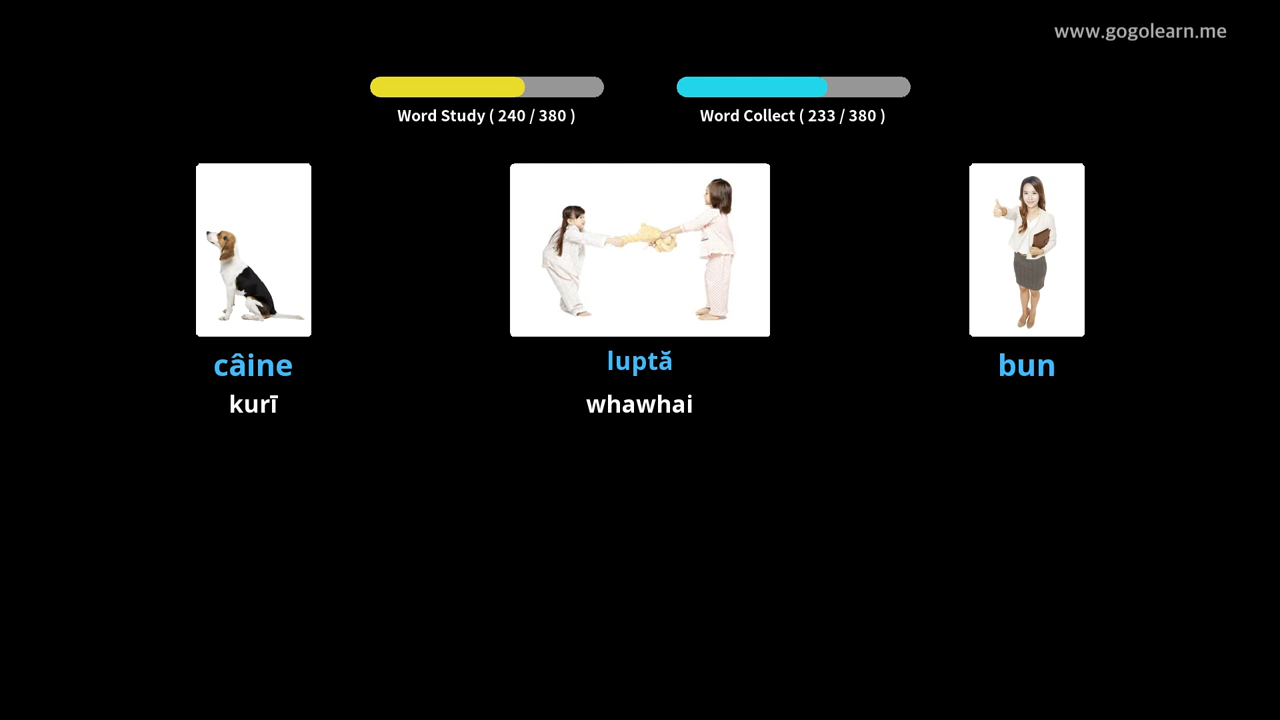 www.gogolearn.me
Word Study ( 240 / 380 )
Word Collect ( 233 / 380 )
câine
luptă
bun
kurī
whawhai